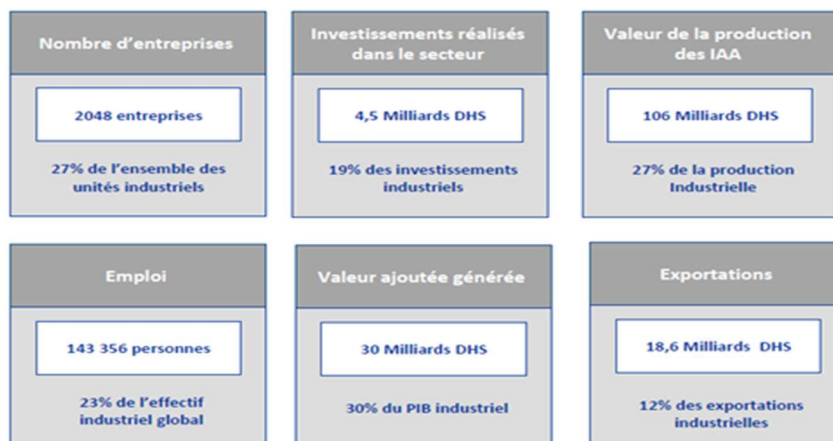 Nombre d'entreprises
2048 entreprises
27% de l'ensemble des
unités industriels
Investissements réalisés
dans le secteur
4,5 Milliards DHS
19% des investissements
industriels
Valeur de la production
des IAA
106 Milliards DHS
27% de la production
Industrielle
Emploi
143 356 personnes
23% de l'effectif
industriel global
Valeur ajoutée générée
30 Milliards DHS
30% du PIB industriel
Exportations
18,6 Milliards DHS
12% des exportations
industrielles